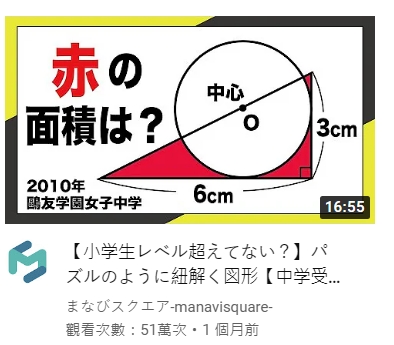 赤の
面積は？
中心
O
3cm
6cm
2010年
鷗友学園女子中学
16:55
【小学生レベル超えてない？】パ
ズルのように紐解く図形【中学受...
まなびスクエア-manavisquare-
觀看次數：51萬次・1 個月前